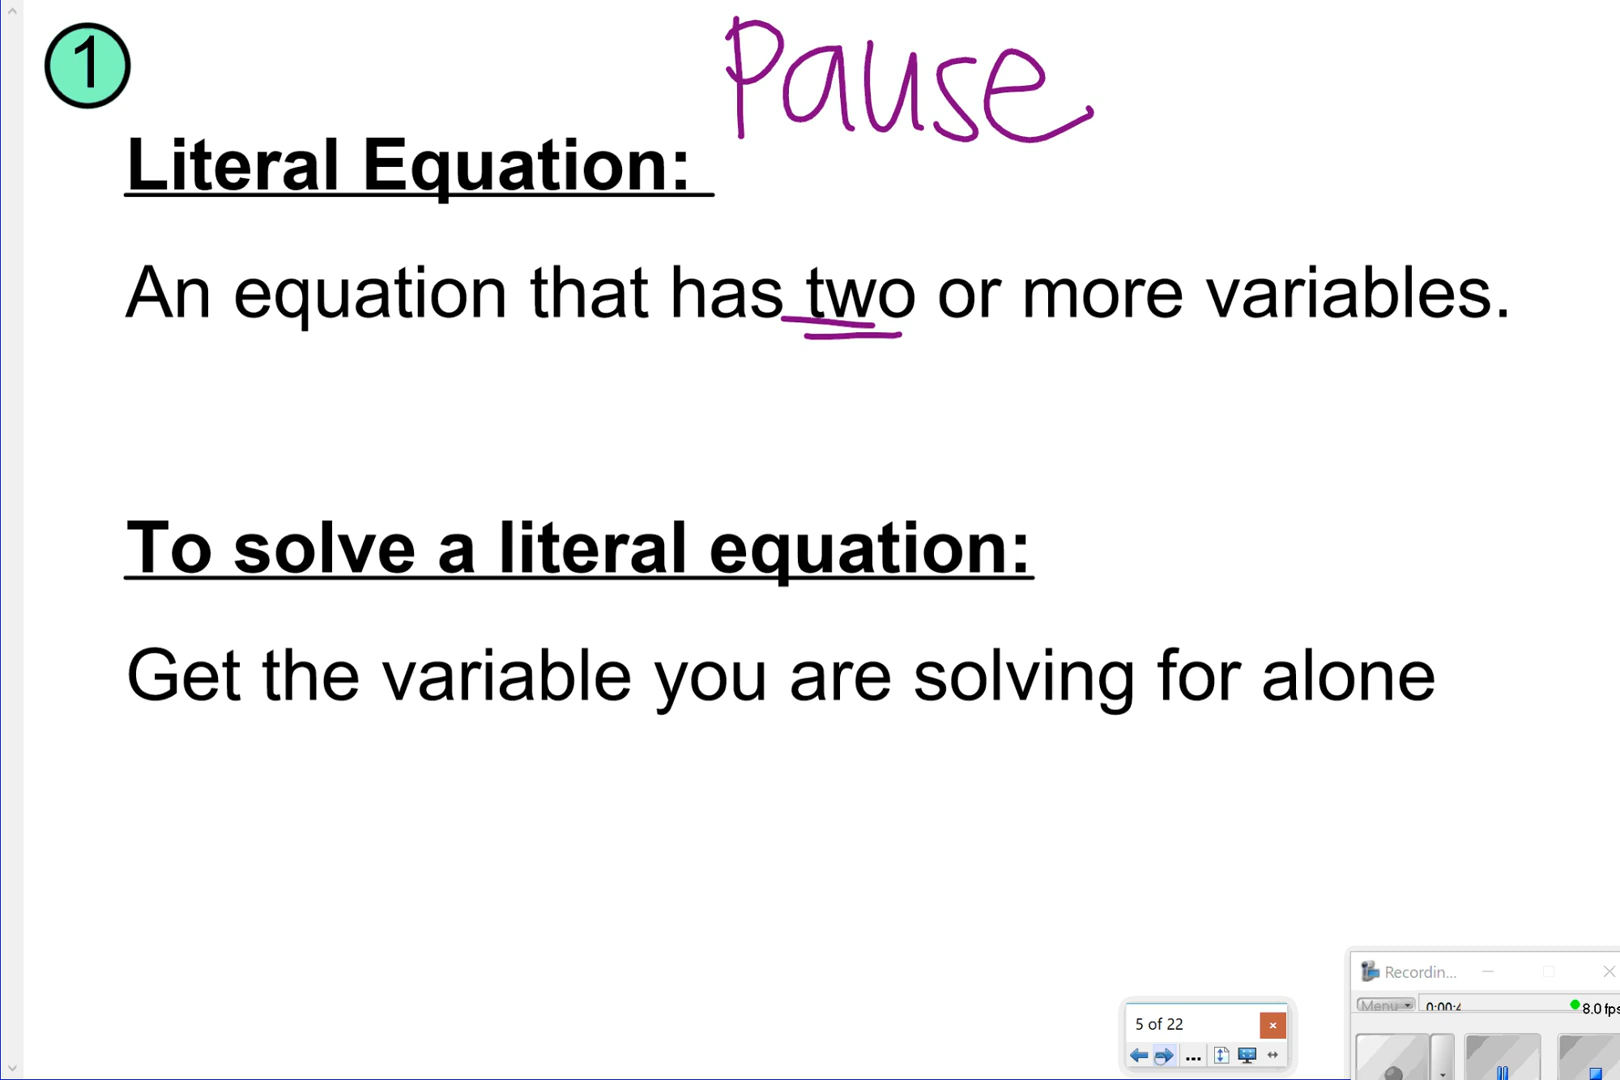 1
Pause
Literal Equation:
An equation that has two or more variables.
To solve a literal equation:
Get the variable you are solving for alone
Recordin...
Menu
8.0 fps
5 of 22